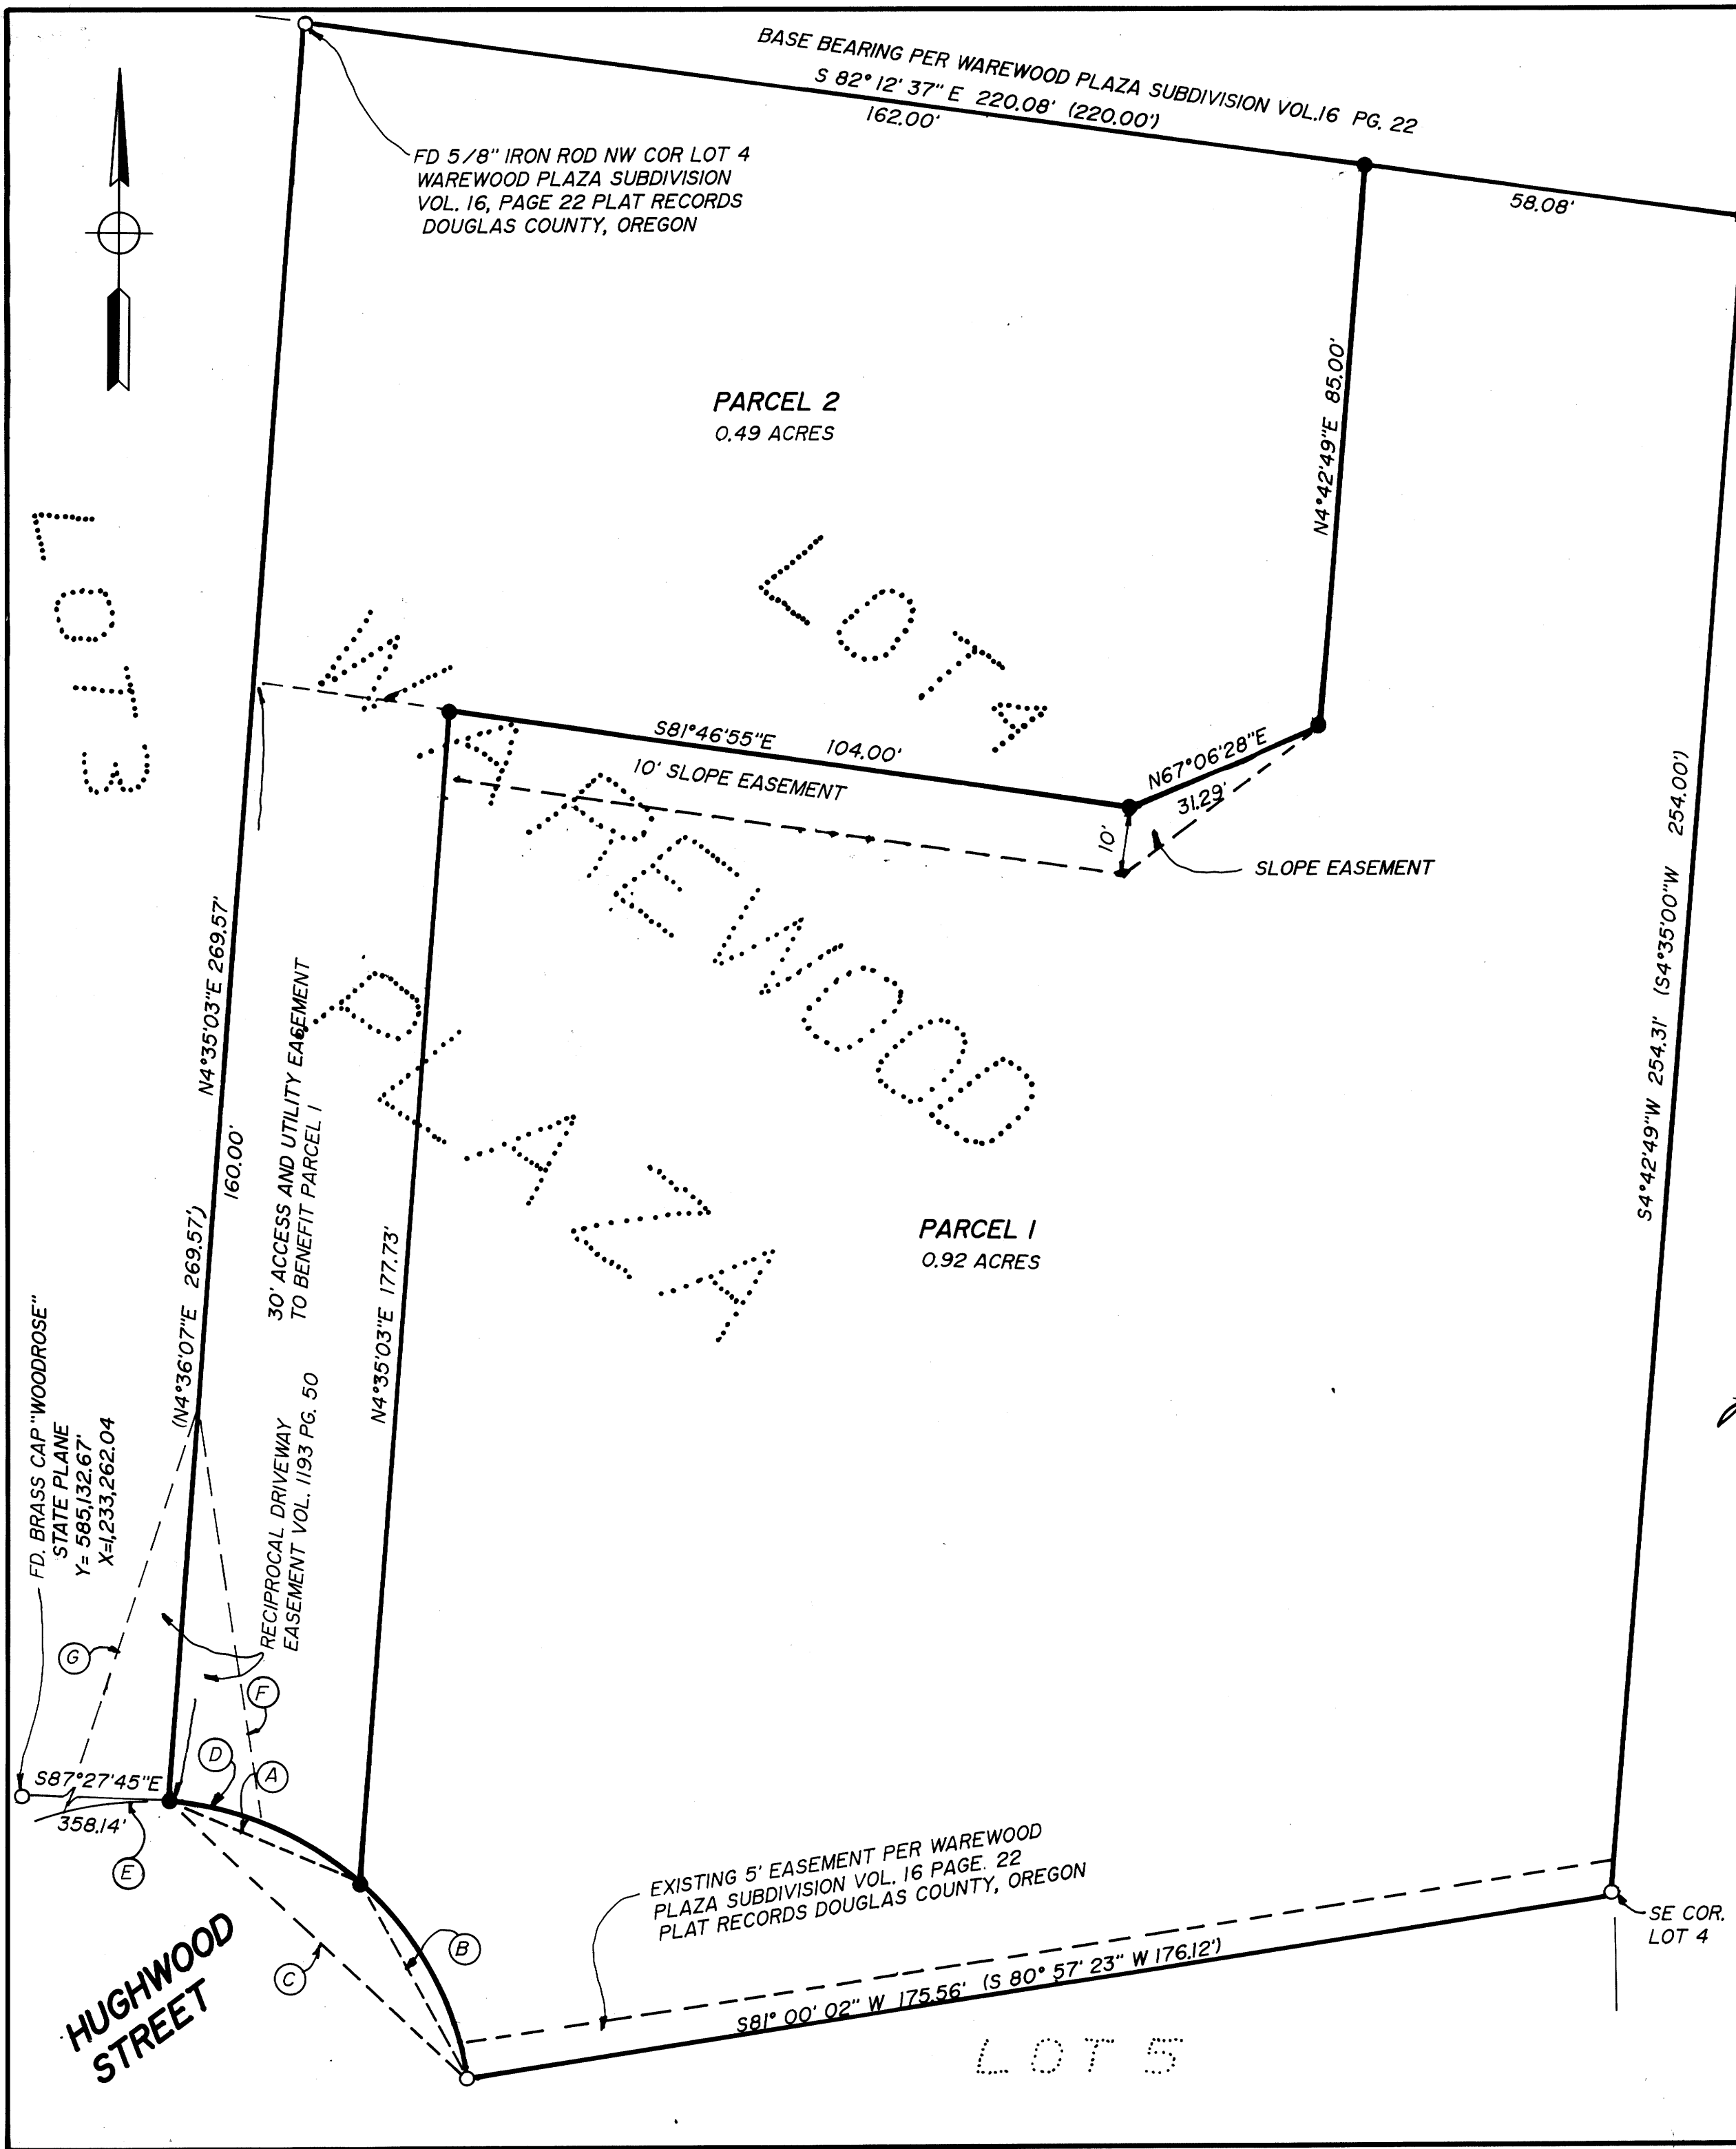 BASE BEARING PER WAREWOOD PLAZA SUBDIVISION VOL.16 PG. 22
S 82° 12' 37" E 220.08' (220.00')
162.00'
58.08'
FD 5/8" IRON ROD NW COR LOT 4
WAREWOOD PLAZA SUBDIVISION
VOL. 16, PAGE 22 PLAT RECORDS
DOUGLAS COUNTY, OREGON
PARCEL 2
0.49 ACRES
N4°42'49"E 85.00'
LOT 3
LOT 4
WAREWOOD
PLAZA
S81°46'55"E 104.00'
10' SLOPE EASEMENT
N67°06'28"E
31.29'
10'
SLOPE EASEMENT
S4°42'49"W 254.31' (S4°35'00"W 254.00')
N4°35'03"E 269.57'
(N4°36'07"E 269.57')
160.00'
30' ACCESS AND UTILITY EASEMENT
TO BENEFIT PARCEL 1
N4°35'03"E 177.73'
PARCEL 1
0.92 ACRES
FD. BRASS CAP "WOODROSE"
STATE PLANE
Y= 585,132.67'
X=1,233,262.04
RECIPROCAL DRIVEWAY
EASEMENT VOL. 1193 PG. 50
G
F
D
A
S87°27'45"E
358.14'
E
B
C
HUGHWOOD
STREET
EXISTING 5' EASEMENT PER WAREWOOD
PLAZA SUBDIVISION VOL. 16 PAGE. 22
PLAT RECORDS DOUGLAS COUNTY, OREGON
S81° 00' 02" W 175.56' (S 80° 57' 23" W 176.12')
SE COR.
LOT 4
LOT 5